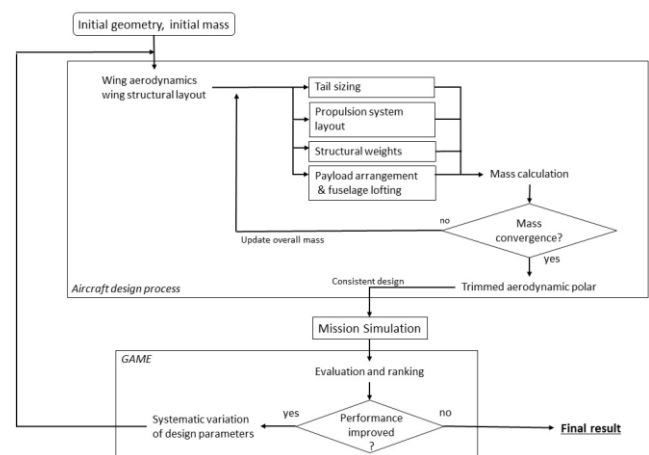 Initial geometry, initial mass
Wing aerodynamics
wing structural layout
Tail sizing
Propulsion system
layout
Structural weights
Payload arrangement
& fuselage lofting
Mass calculation
no
Mass
convergence?
Update overall mass
yes
Consistent design
Trimmed aerodynamic polar
Aircraft design process
Mission Simulation
GAME
Evaluation and ranking
Systematic variation
of design parameters
yes
Performance
improved
?
no
Final result